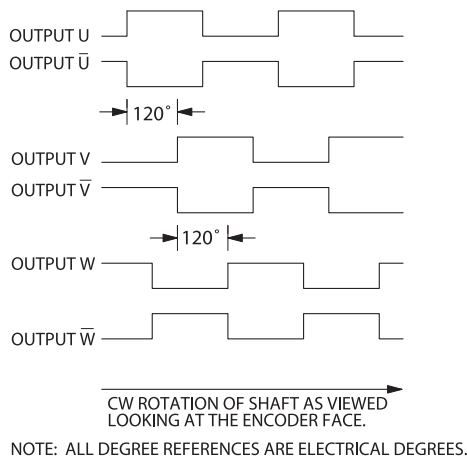 OUTPUT U
OUTPUT U̅
120°
OUTPUT V
OUTPUT V̅
120°
OUTPUT W
OUTPUT W̅
CW ROTATION OF SHAFT AS VIEWED
LOOKING AT THE ENCODER FACE.
NOTE: ALL DEGREE REFERENCES ARE ELECTRICAL DEGREES.